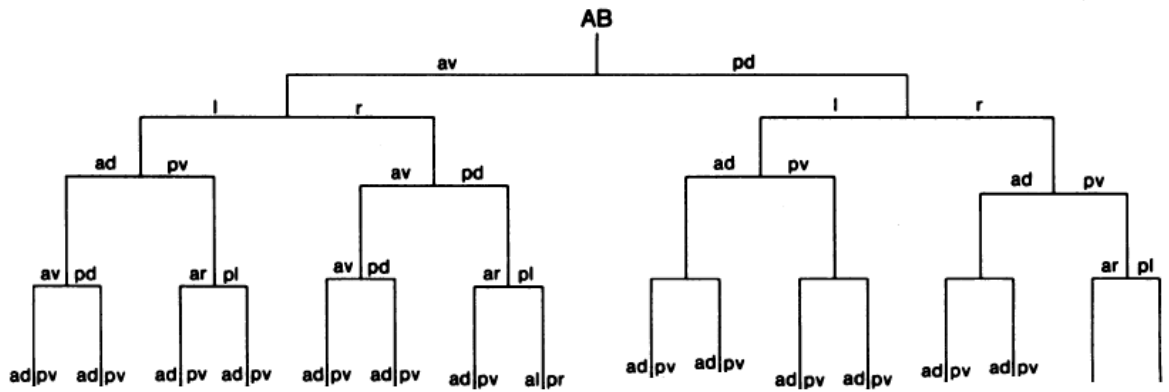 AB
av pd
l r l r
ad pv av pd ad pv ad pv
av pd ar pl av pd ar pl ar pl
ad pv ad pv ad pv ad pv ad pv ad pv ad pv al pr ad pv ad pv ad pv ad pv ad pv ad pv